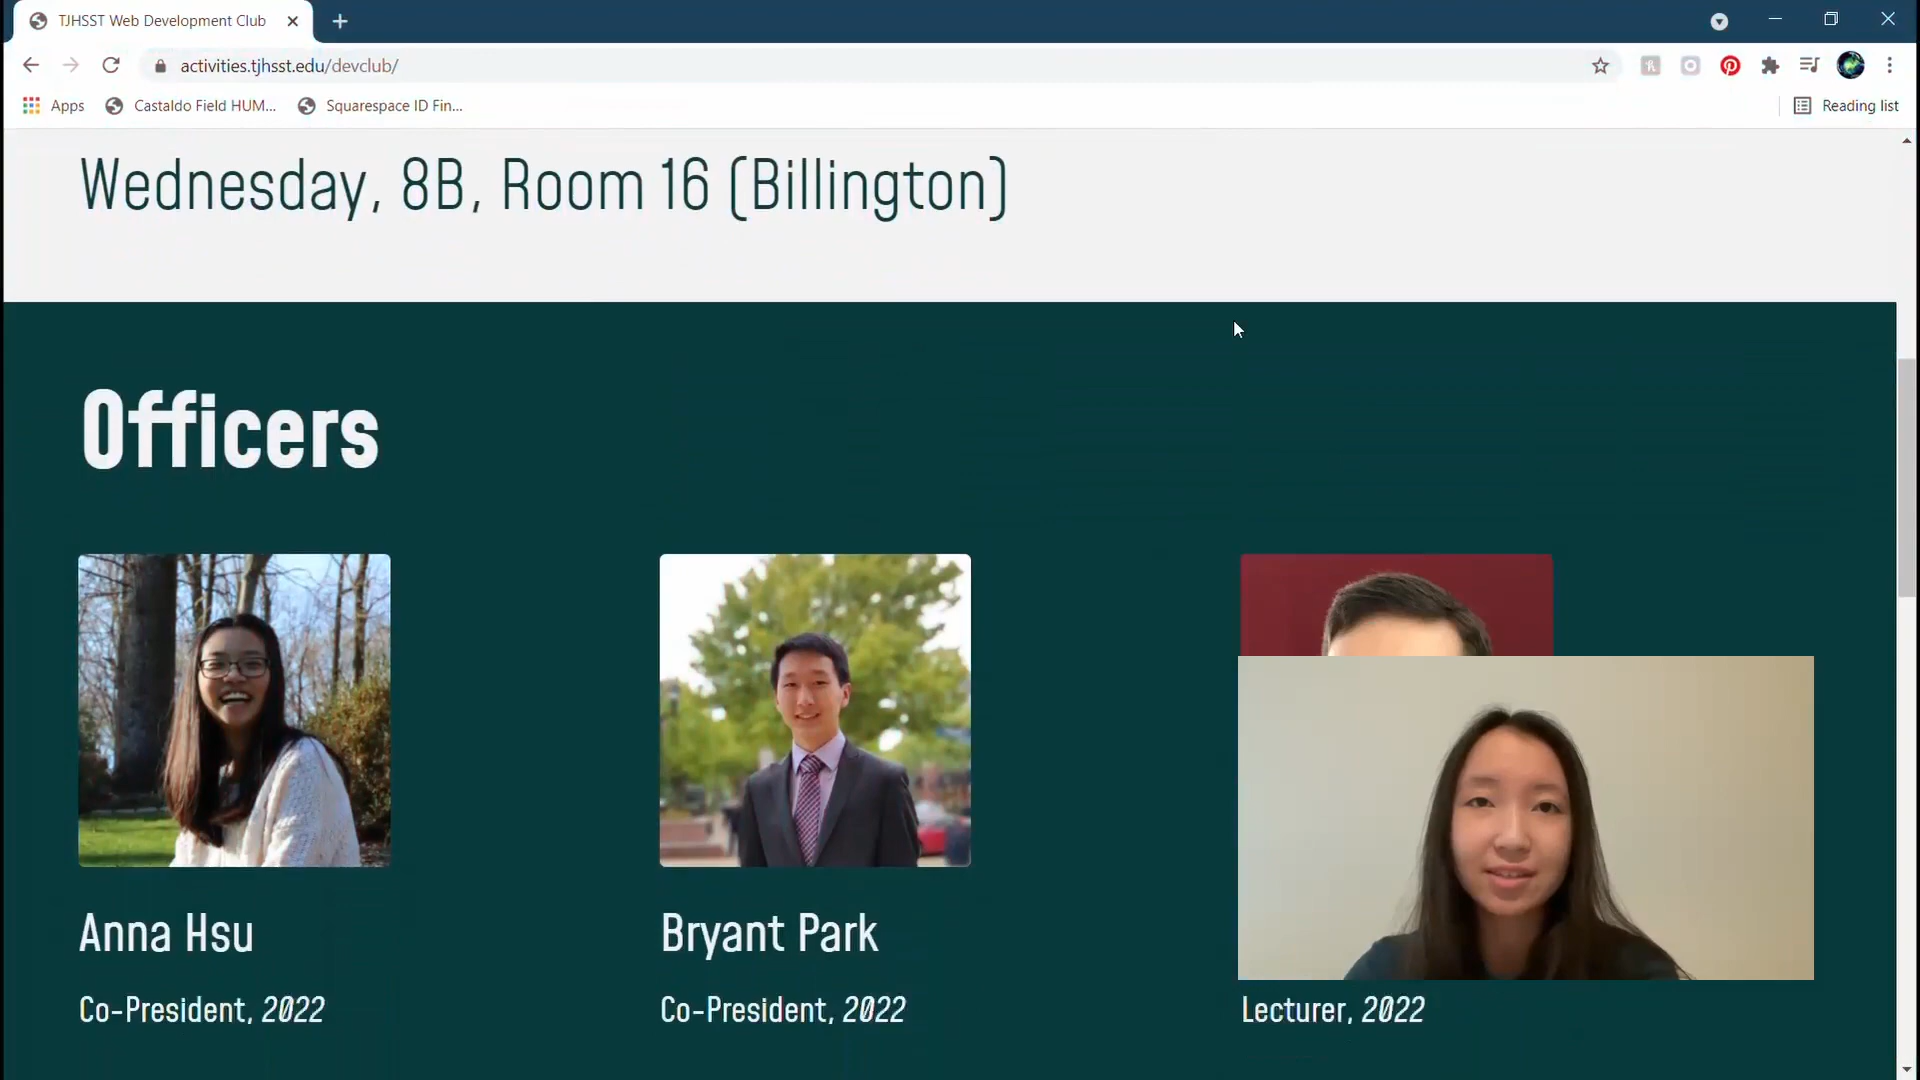 TJHSST Web Development Club
activities.tjhsst.edu/devclub/
Apps
Castaldo Field HUM...
Squarespace ID Fin...
Reading list
Wednesday, 8B, Room 16 (Billington)
Officers
Anna Hsu
Bryant Park
Co-President, 2022
Co-President, 2022
Lecturer, 2022